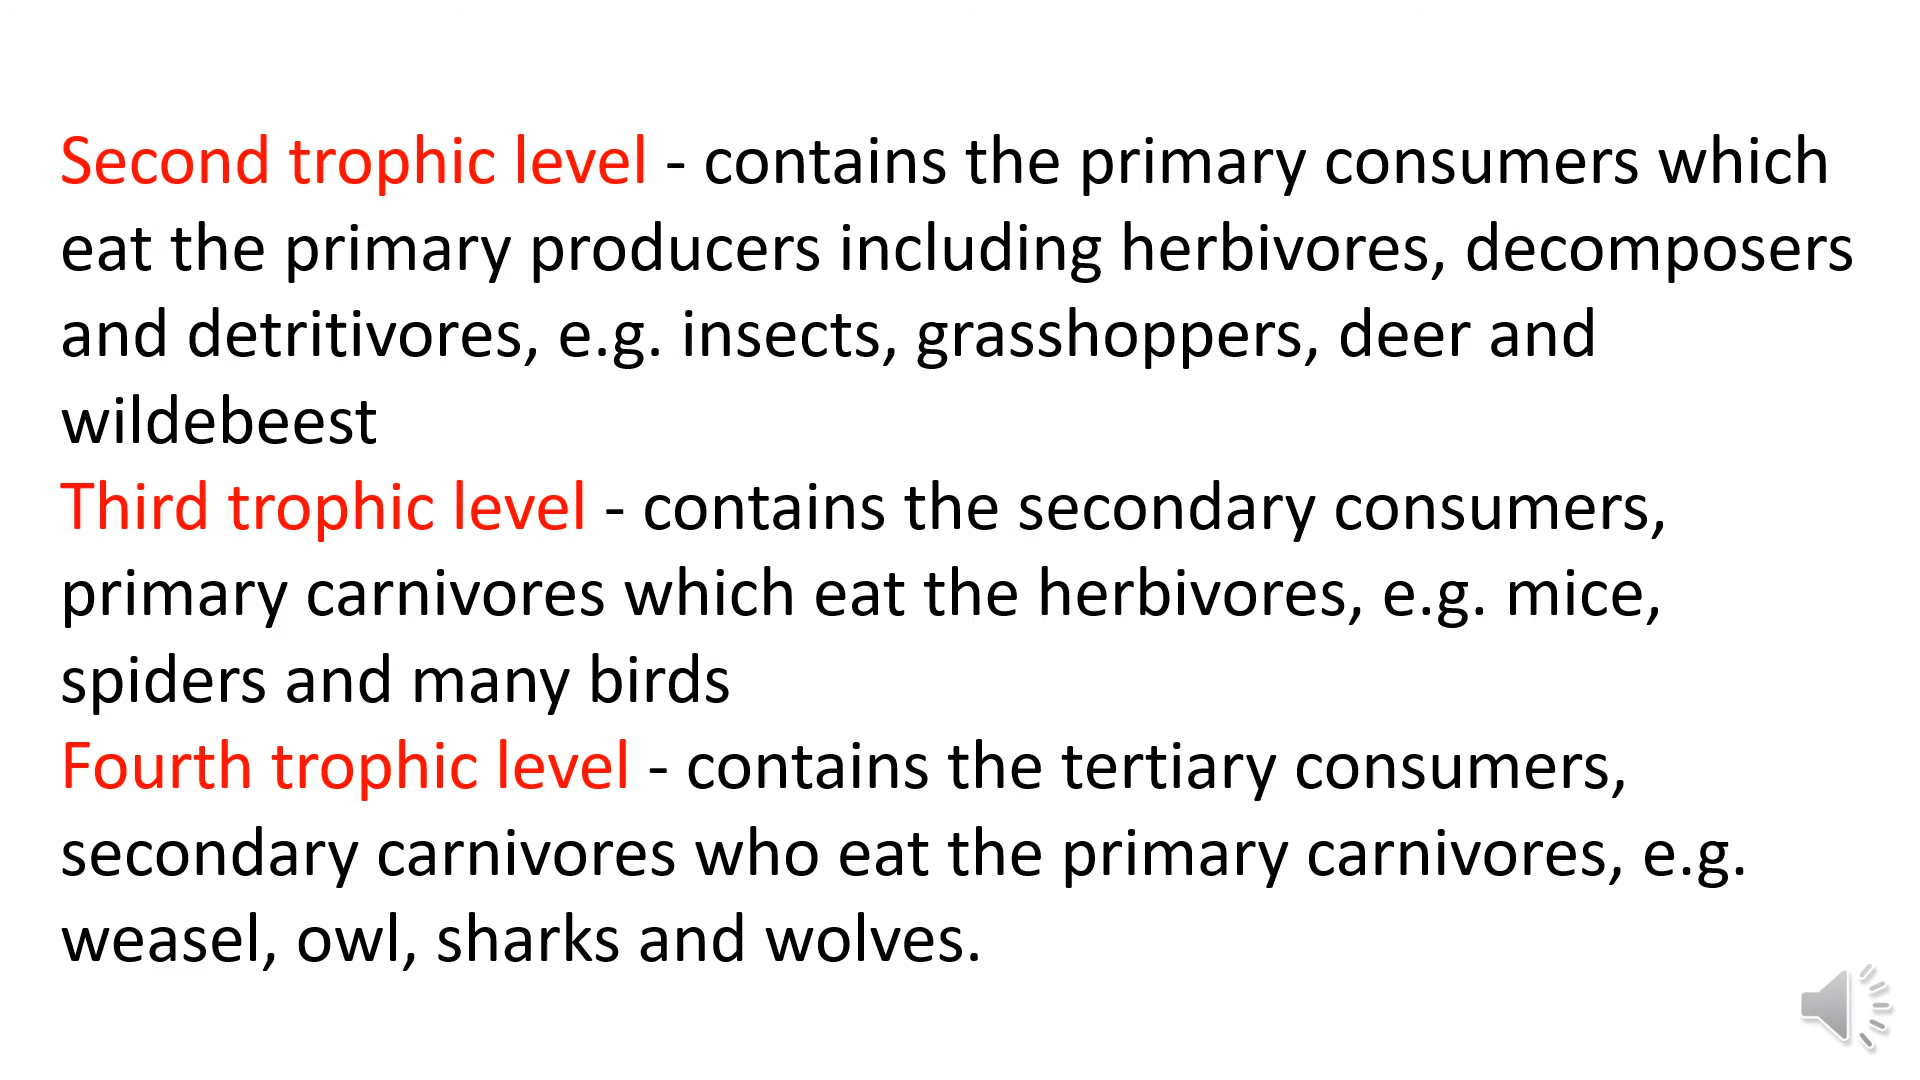 Second trophic level - contains the primary consumers which
eat the primary producers including herbivores, decomposers
and detritivores, e.g. insects, grasshoppers, deer and
wildebeest
Third trophic level - contains the secondary consumers,
primary carnivores which eat the herbivores, e.g. mice,
spiders and many birds
Fourth trophic level - contains the tertiary consumers,
secondary carnivores who eat the primary carnivores, e.g.
weasel, owl, sharks and wolves.